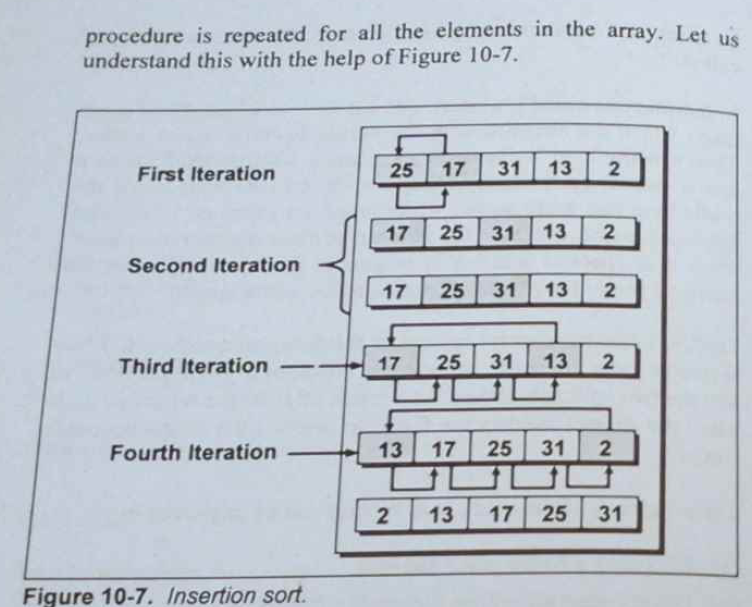 procedure is repeated for all the elements in the array. Let us
understand this with the help of Figure 10-7.
First Iteration 25 17 31 13 2
17 25 31 13 2
Second Iteration
17 25 31 13 2
Third Iteration 17 25 31 13 2
Fourth Iteration 13 17 25 31 2
2 13 17 25 31
Figure 10-7. Insertion sort.